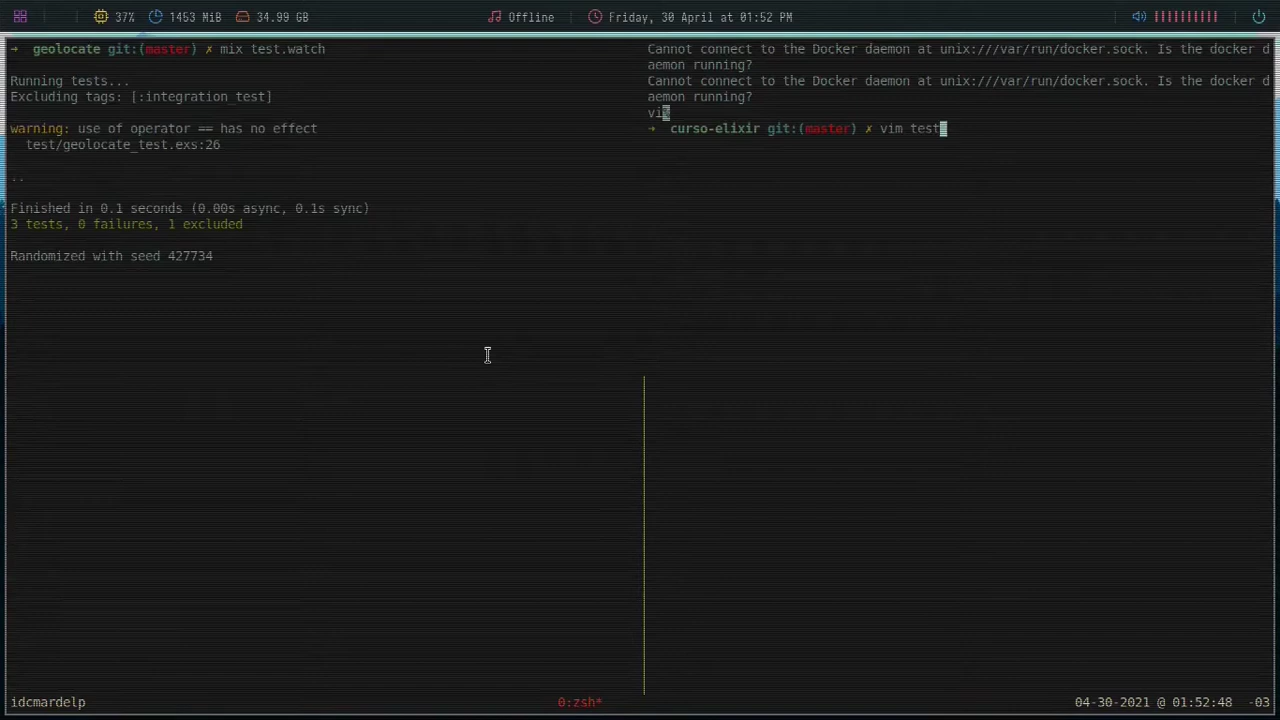 37% 1453 MiB 34.99 GB Offline Friday, 30 April at 01:52 PM
→ geolocate git:(master) ✗ mix test.watch
Running tests...
Excluding tags: [:integration_test]
warning: use of operator == has no effect
test/geolocate_test.exs:26
..
Finished in 0.1 seconds (0.00s async, 0.1s sync)
3 tests, 0 failures, 1 excluded
Randomized with seed 427734
Cannot connect to the Docker daemon at unix:///var/run/docker.sock. Is the docker d
aemon running?
Cannot connect to the Docker daemon at unix:///var/run/docker.sock. Is the docker d
aemon running?
vi
→ curso-elixir git:(master) ✗ vim test
idcmardelp 0:zsh* 04-30-2021 @ 01:52:48 -03